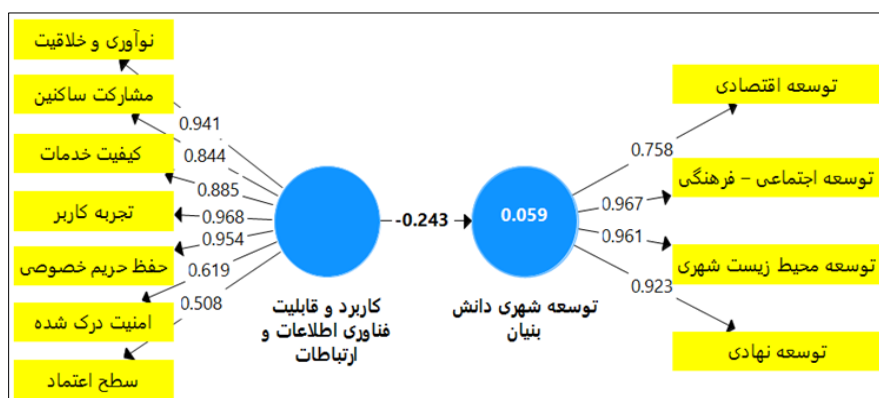 نوآوری و خلاقیت
مشارکت ساکنین
کیفیت خدمات
تجربه کاربر
حفظ حریم خصوصی
امنیت درک شده
سطح اعتماد
0.941
0.844
0.885
0.968
0.954
0.619
0.508
کاربرد و قابلیت
فناوری اطلاعات و
ارتباطات
-0.243
0.059
توسعه شهری دانش
بنیان
0.758
0.967
0.961
0.923
توسعه اقتصادی
توسعه اجتماعی – فرهنگی
توسعه محیط زیست شهری
توسعه نهادی